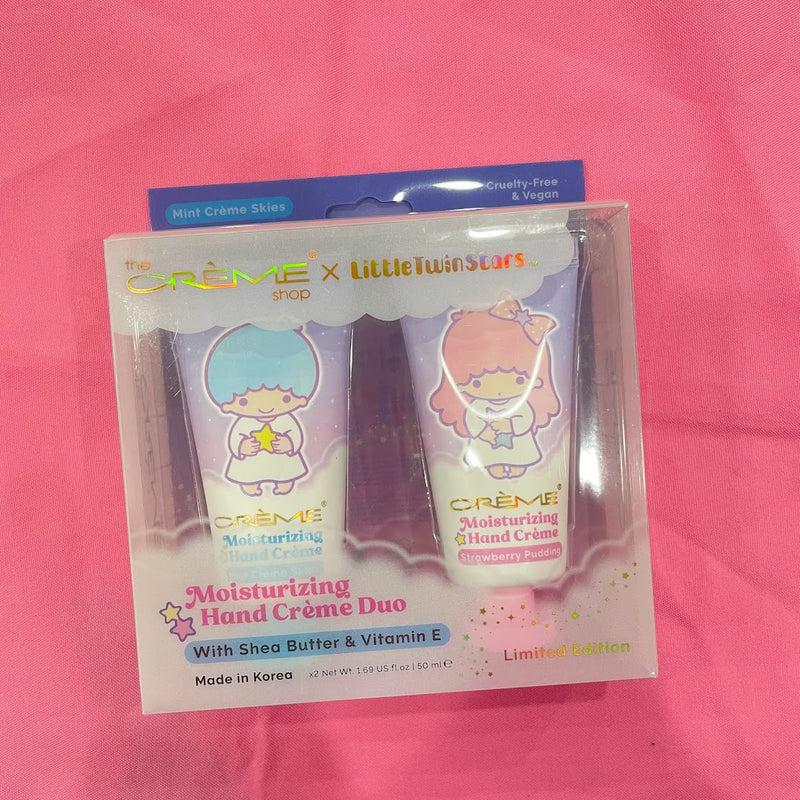 Mint Crème Skies
Cruelty-Free
& Vegan
the
CRÈME®
shop
X LittleTwinStars™
CRÈME®
Moisturizing
Hand Crème
CRÈME®
Moisturizing
Hand Crème
Strawberry Pudding
Moisturizing
Hand Crème Duo
With Shea Butter & Vitamin E
Made in Korea
x2 Net Wt. 1.69 US fl.oz | 50 ml ℮
Limited Edition